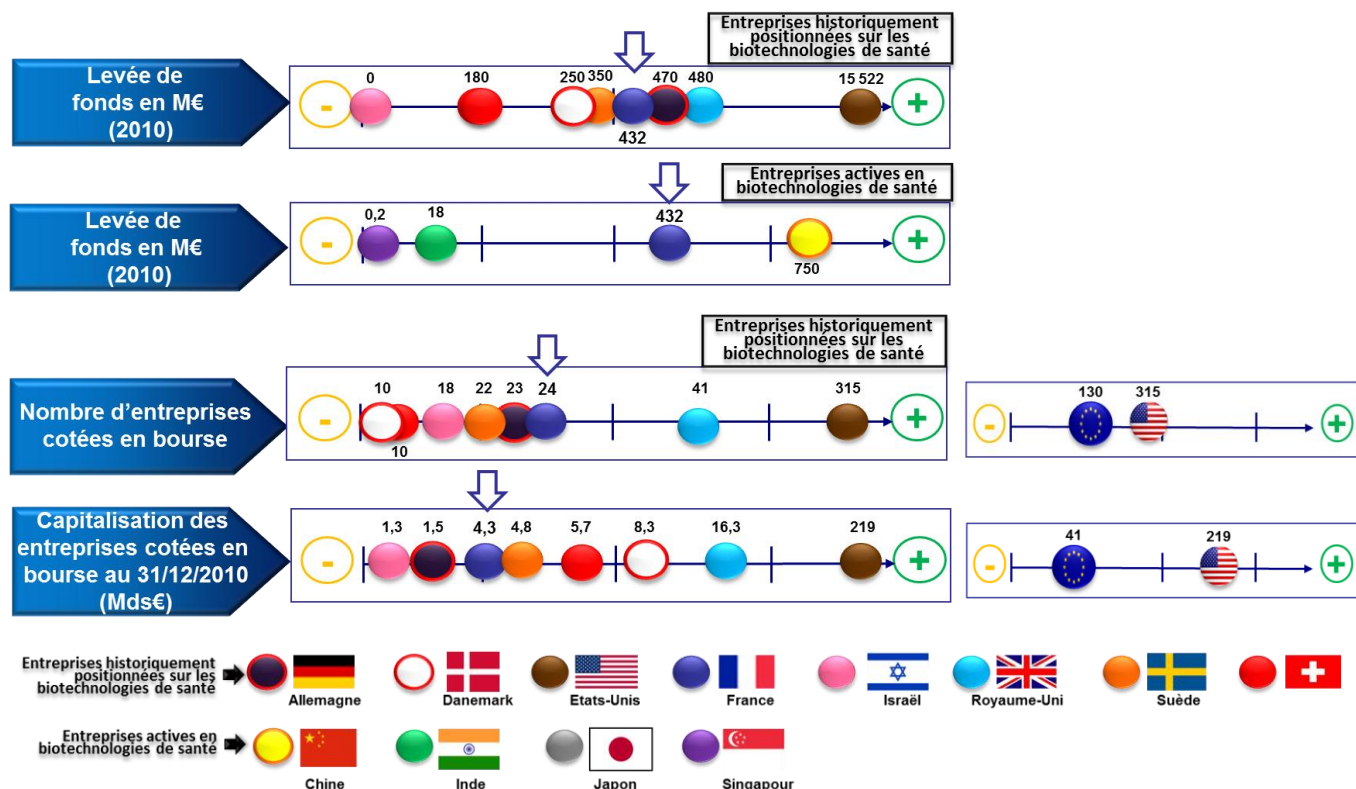 Entreprises historiquement
positionnées sur les
biotechnologies de santé
Levée de
fonds en M€
(2010)
-
0
180
250
350
470
480
15 522
+
432
Entreprises actives en
biotechnologies de santé
Levée de
fonds en M€
(2010)
-
0,2
18
432
+
750
Entreprises historiquement
positionnées sur les
biotechnologies de santé
Nombre d'entreprises
cotées en bourse
-
10
18
22
23
24
41
315
+
10
-
130
315
+
Capitalisation des
entreprises cotées en
bourse au 31/12/2010
(Mds€)
-
1,3
1,5
4,3
4,8
5,7
8,3
16,3
219
+
-
41
219
+
Entreprises historiquement
positionnées sur les
biotechnologies de santé
Allemagne
Danemark
Etats-Unis
France
Israël
Royaume-Uni
Suède
Entreprises actives en
biotechnologies de santé
Chine
Inde
Japon
Singapour